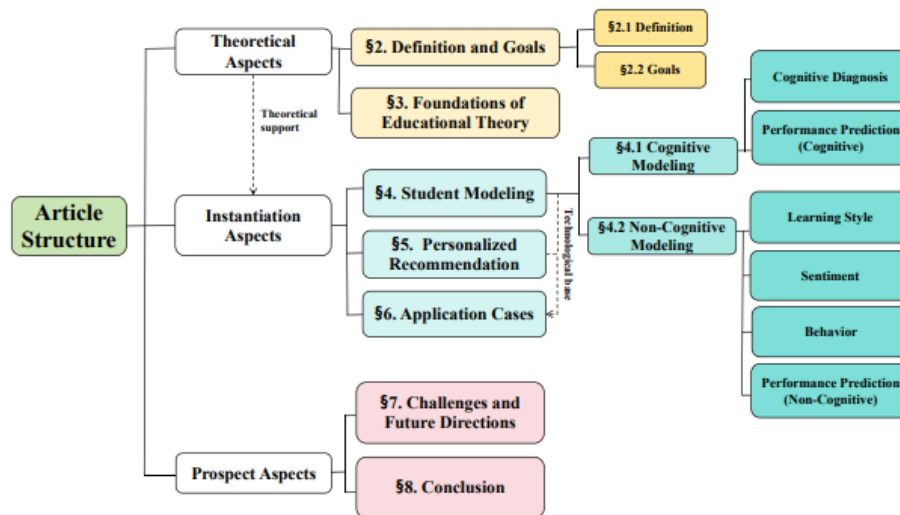 Theoretical
Aspects
§2. Definition and Goals
§2.1 Definition
§2.2 Goals
§3. Foundations of
Educational Theory
Theoretical
support
Article
Structure
Instantiation
Aspects
§4. Student Modeling
§5. Personalized
Recommendation
§6. Application Cases
Technological base
§4.1 Cognitive
Modeling
Cognitive Diagnosis
Performance Prediction
(Cognitive)
§4.2 Non-Cognitive
Modeling
Learning Style
Sentiment
Behavior
Performance Prediction
(Non-Cognitive)
Prospect Aspects
§7. Challenges and
Future Directions
§8. Conclusion